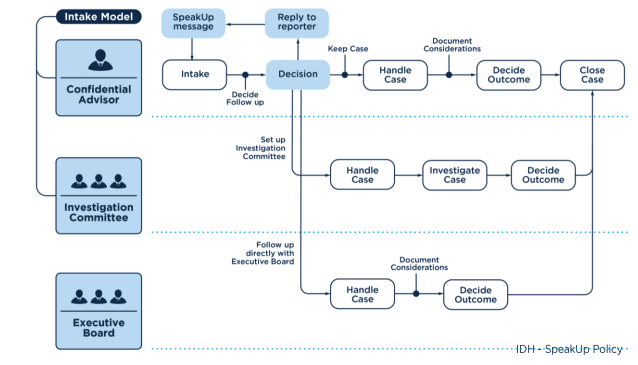 Intake Model
SpeakUp
message
Reply to
reporter
Keep Case
Document
Considerations
Confidential
Advisor
Intake
Decide
Follow up
Decision
Handle
Case
Decide
Outcome
Close
Case
Set up
Investigation
Committee
Investigation
Committee
Handle
Case
Investigate
Case
Decide
Outcome
Follow up
directly with
Executive Board
Document
Considerations
Executive
Board
Handle
Case
Decide
Outcome
IDH - SpeakUp Policy